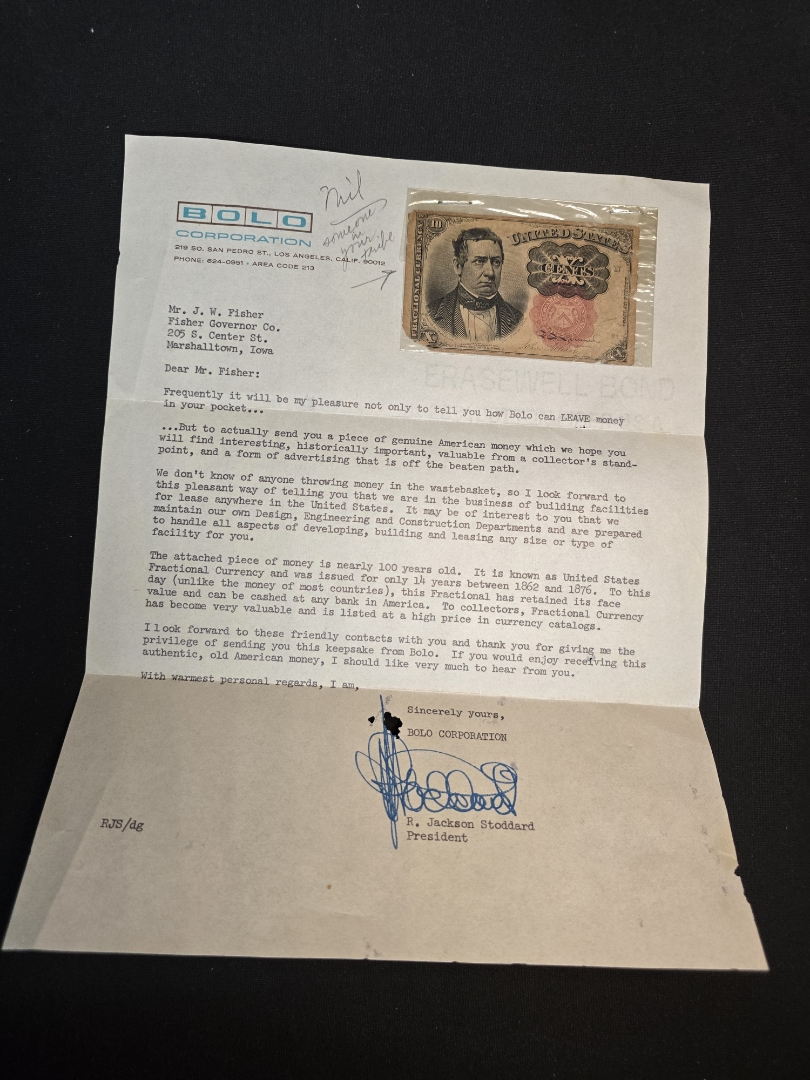 BOLO
CORPORATION
219 SO. SAN PEDRO ST., LOS ANGELES, CALIF. 90012
PHONE: 624-0951 • AREA CODE 213
mil
someone
in
your
tribe
FRACTIONAL CURRENCY
10
UNITED STATES
CENTS
ERASEWELL BOND
Mr. J. W. Fisher
Fisher Governor Co.
205 S. Center St.
Marshalltown, Iowa
Dear Mr. Fisher:
Frequently it will be my pleasure not only to tell you how Bolo can LEAVE money
in your pocket...
...But to actually send you a piece of genuine American money which we hope you
will find interesting, historically important, valuable from a collector's stand-
point, and a form of advertising that is off the beaten path.
We don't know of anyone throwing money in the wastebasket, so I look forward to
this pleasant way of telling you that we are in the business of building facilities
for lease anywhere in the United States. It may be of interest to you that we
maintain our own Design, Engineering and Construction Departments and are prepared
to handle all aspects of developing, building and leasing any size or type of
facility for you.
The attached piece of money is nearly 100 years old. It is known as United States
Fractional Currency and was issued for only 14 years between 1862 and 1876. To this
day (unlike the money of most countries), this Fractional has retained its face
value and can be cashed at any bank in America. To collectors, Fractional Currency
has become very valuable and is listed at a high price in currency catalogs.
I look forward to these friendly contacts with you and thank you for giving me the
privilege of sending you this keepsake from Bolo. If you would enjoy receiving this
authentic, old American money, I should like very much to hear from you.
With warmest personal regards, I am,
Sincerely yours,
BOLO CORPORATION
R. Jackson Stoddard
President
RJS/dg